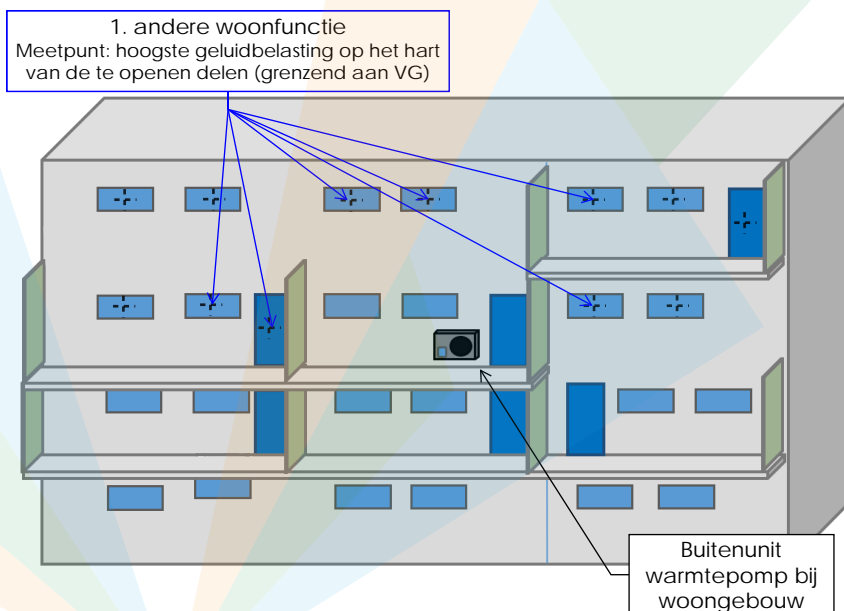 1. andere woonfunctie
Meetpunt: hoogste geluidbelasting op het hart
van de te openen delen (grenzend aan VG)
Buitenunit
warmtepomp bij
woongebouw